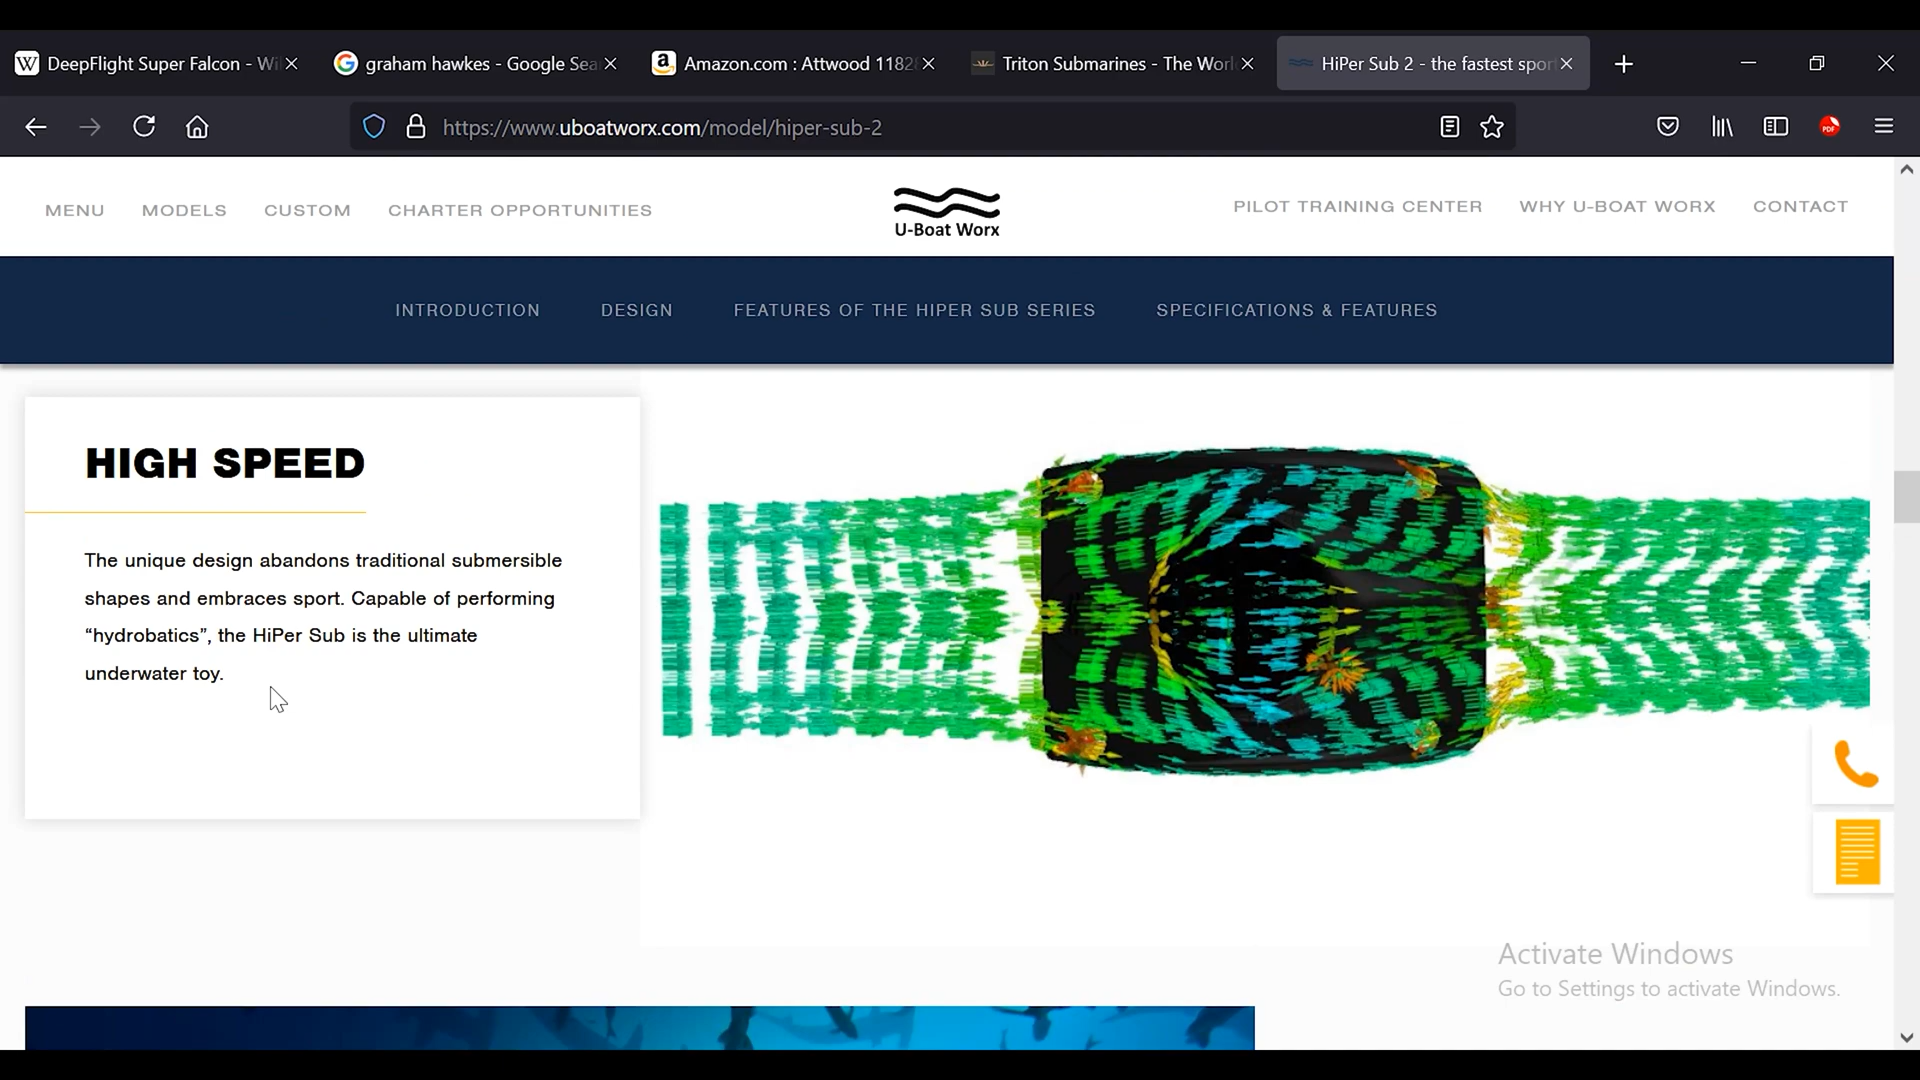 DeepFlight Super Falcon - Wi
graham hawkes - Google Sea
Amazon.com : Attwood 1182
Triton Submarines - The Worl
HiPer Sub 2 - the fastest spor
https://www.uboatworx.com/model/hiper-sub-2
PDF
MENU
MODELS
CUSTOM
CHARTER OPPORTUNITIES
U-Boat Worx
PILOT TRAINING CENTER
WHY U-BOAT WORX
CONTACT
INTRODUCTION
DESIGN
FEATURES OF THE HIPER SUB SERIES
SPECIFICATIONS & FEATURES
HIGH SPEED
The unique design abandons traditional submersible
shapes and embraces sport. Capable of performing
“hydrobatics”, the HiPer Sub is the ultimate
underwater toy.
Activate Windows
Go to Settings to activate Windows.